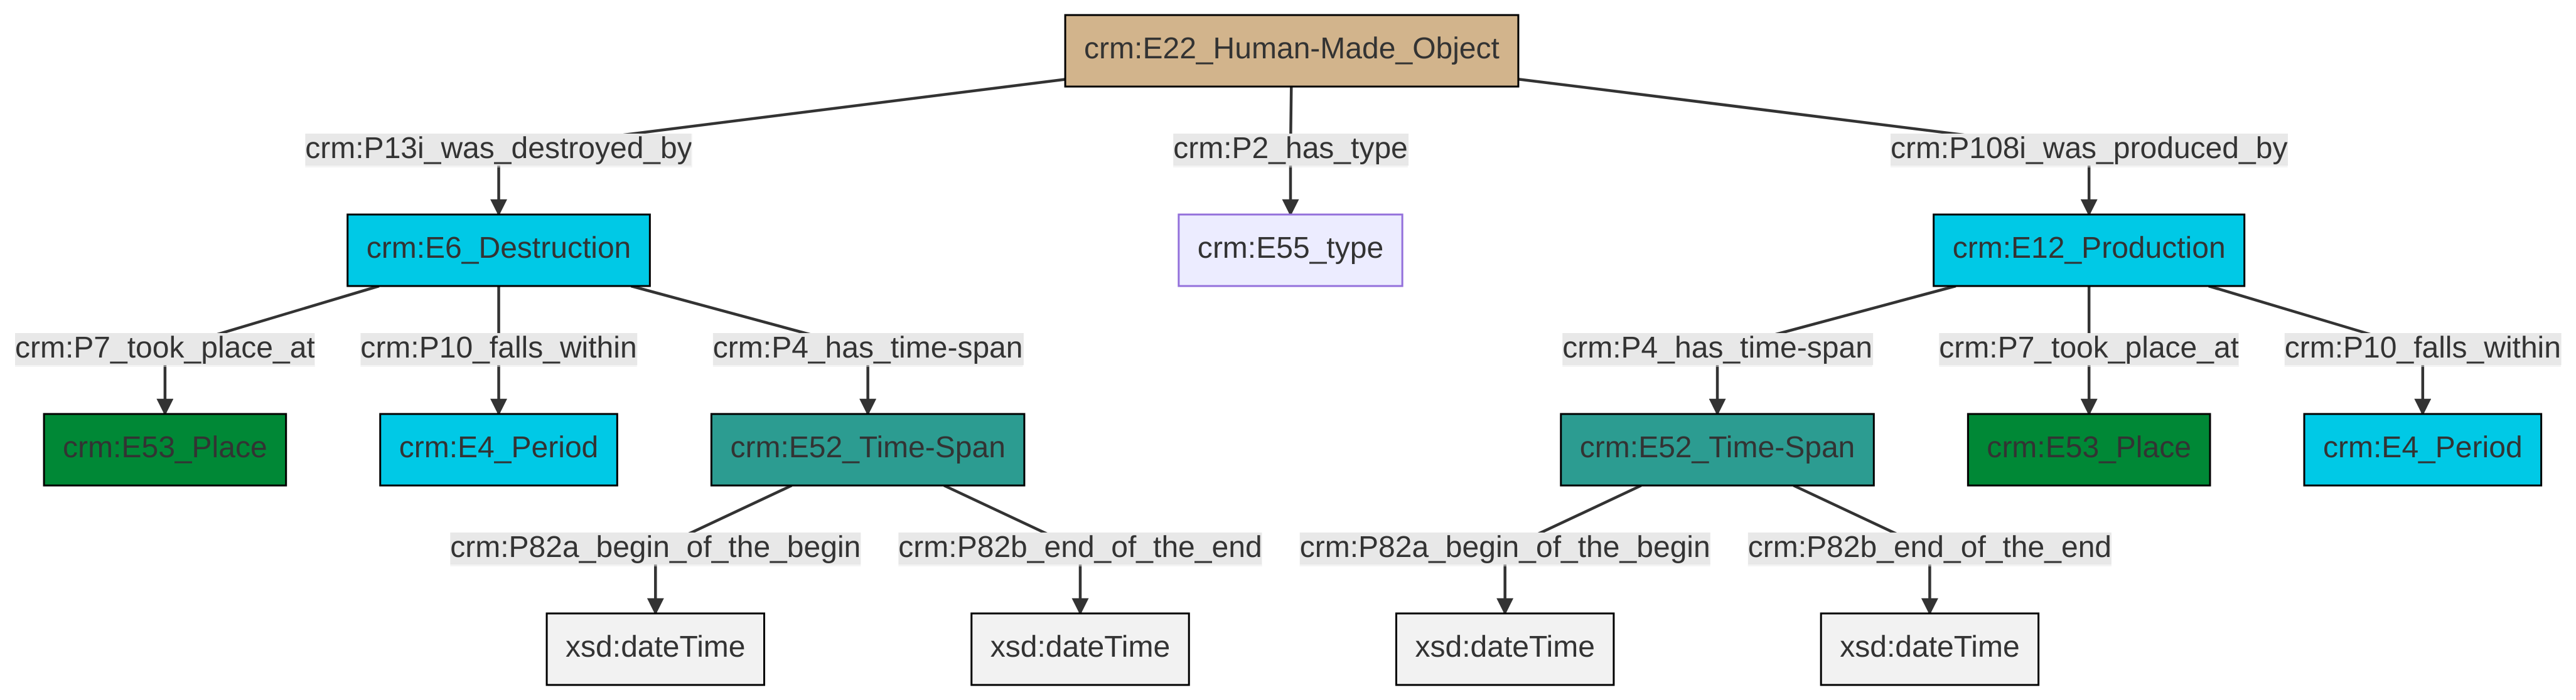 crm:E22_Human-Made_Object
crm:P13i_was_destroyed_by
crm:P2_has_type
crm:P108i_was_produced_by
crm:E6_Destruction
crm:E55_type
crm:E12_Production
crm:P7_took_place_at
crm:P10_falls_within
crm:P4_has_time-span
crm:P4_has_time-span
crm:P7_took_place_at
crm:P10_falls_within
crm:E53_Place
crm:E4_Period
crm:E52_Time-Span
crm:E52_Time-Span
crm:E53_Place
crm:E4_Period
crm:P82a_begin_of_the_begin
crm:P82b_end_of_the_end
crm:P82a_begin_of_the_begin
crm:P82b_end_of_the_end
xsd:dateTime
xsd:dateTime
xsd:dateTime
xsd:dateTime